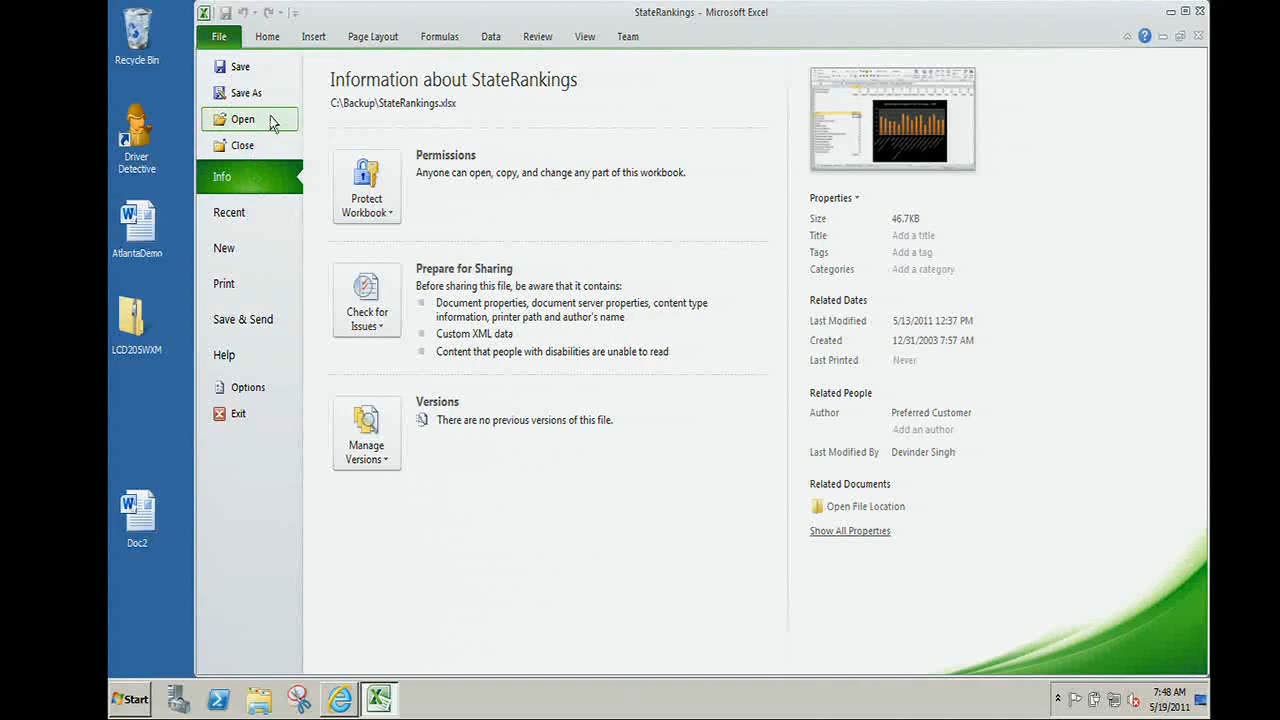 Recycle Bin
Driver
Detective
AtlantaDemo
LCD205WXM
Doc2
StateRankings - Microsoft Excel
File
Home
Insert
Page Layout
Formulas
Data
Review
View
Team
Save
Save As
Open
Close
Info
Recent
New
Print
Save & Send
Help
Options
Exit
Information about StateRankings
C:\Backup\StateRankings.xlsx
Protect
Workbook
Permissions
Anyone can open, copy, and change any part of this workbook.
Check for
Issues
Prepare for Sharing
Before sharing this file, be aware that it contains:
Document properties, document server properties, content type
information, printer path and author's name
Custom XML data
Content that people with disabilities are unable to read
Manage
Versions
Versions
There are no previous versions of this file.
Properties
Size 46.7KB
Title Add a title
Tags Add a tag
Categories Add a category
Related Dates
Last Modified 5/13/2011 12:37 PM
Created 12/31/2003 7:57 AM
Last Printed Never
Related People
Author Preferred Customer
Add an author
Last Modified By Devinder Singh
Related Documents
Open File Location
Show All Properties
Start
7:48 AM
5/19/2011